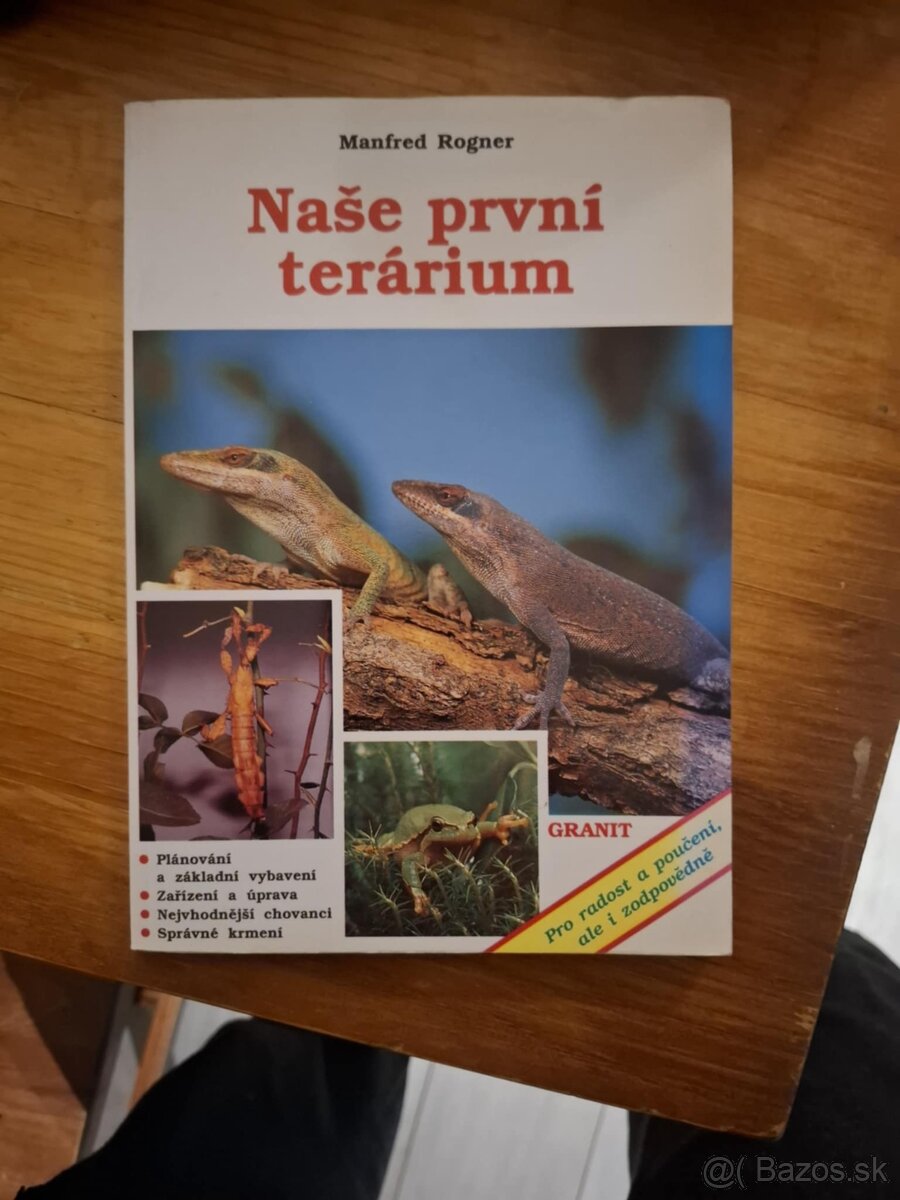 Manfred Rogner
Naše první
terárium
GRANIT
Pro radost a poučení,
ale i zodpovědně
• Plánování
a základní vybavení
• Zařízení a úprava
• Nejvhodnější chovanci
• Správné krmení
@( Bazos.sk